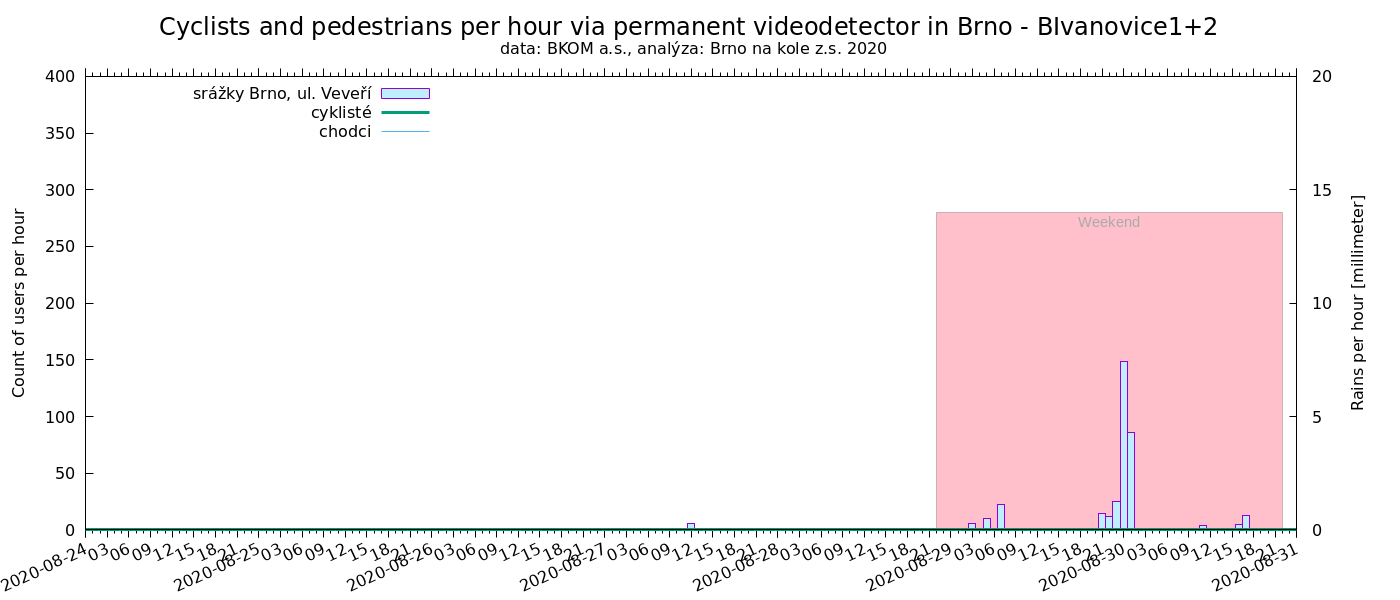 Cyclists and pedestrians per hour via permanent videodetector in Brno - BIvanovice1+2
data: BKOM a.s., analýza: Brno na kole z.s. 2020
srážky Brno, ul. Veveří
cyklisté
chodci
Weekend
Count of users per hour
400
350
300
250
200
150
100
50
0
Rains per hour [millimeter]
20
15
10
5
0
2020-08-24 03 06 09 12 15 18 21 2020-08-25 03 06 09 12 15 18 21 2020-08-26 03 06 09 12 15 18 21 2020-08-27 03 06 09 12 15 18 21 2020-08-28 03 06 09 12 15 18 21 2020-08-29 03 06 09 12 15 18 21 2020-08-30 03 06 09 12 15 18 21 2020-08-31